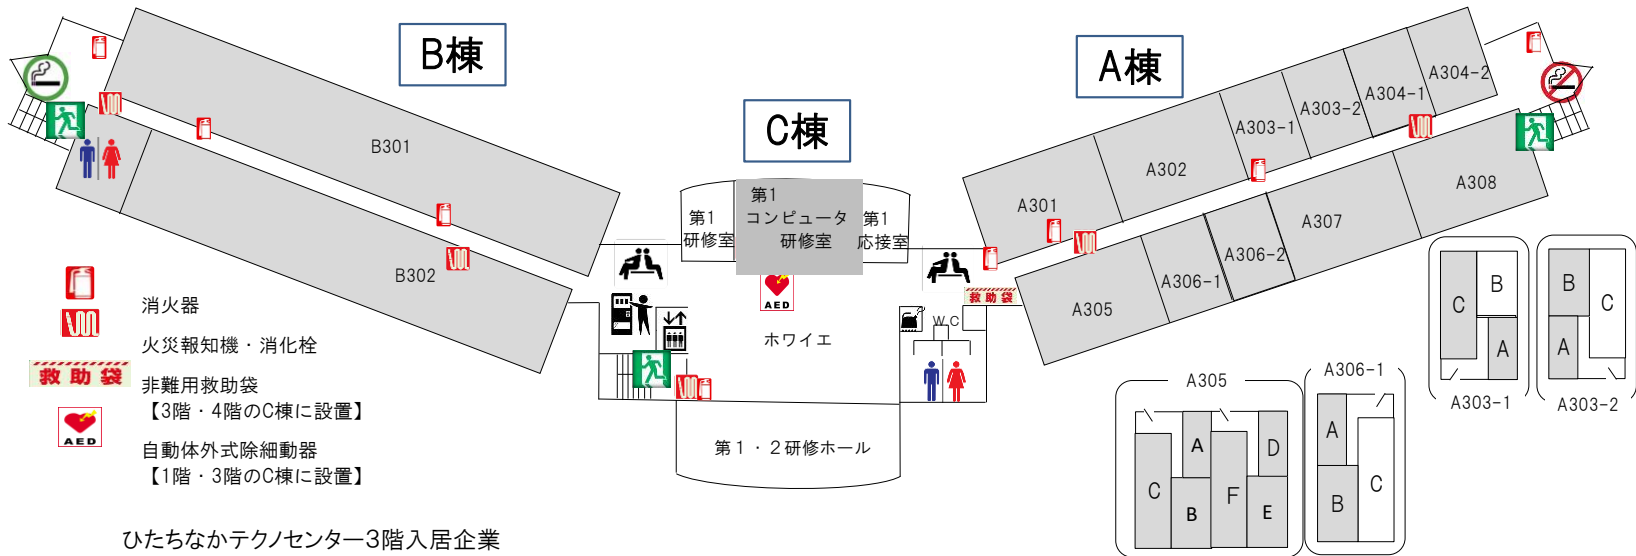 B棟
C棟
A棟
B301
B302
第1
研修室
第1
コンピュータ
研修室
第1
応接室
AED
ホワイエ
WC
救助袋
第1・2研修ホール
A301
A302
A303-1
A303-2
A304-1
A304-2
A305
A306-1
A306-2
A307
A308
消火器
火災報知機・消化栓
救助袋
非難用救助袋
【3階・4階のC棟に設置】
AED
自動体外式除細動器
【1階・3階のC棟に設置】
A305
C
A
B
F
D
E
A306-1
A
B
C
C
B
A
A303-1
B
A
C
A303-2
ひたちなかテクノセンター3階入居企業